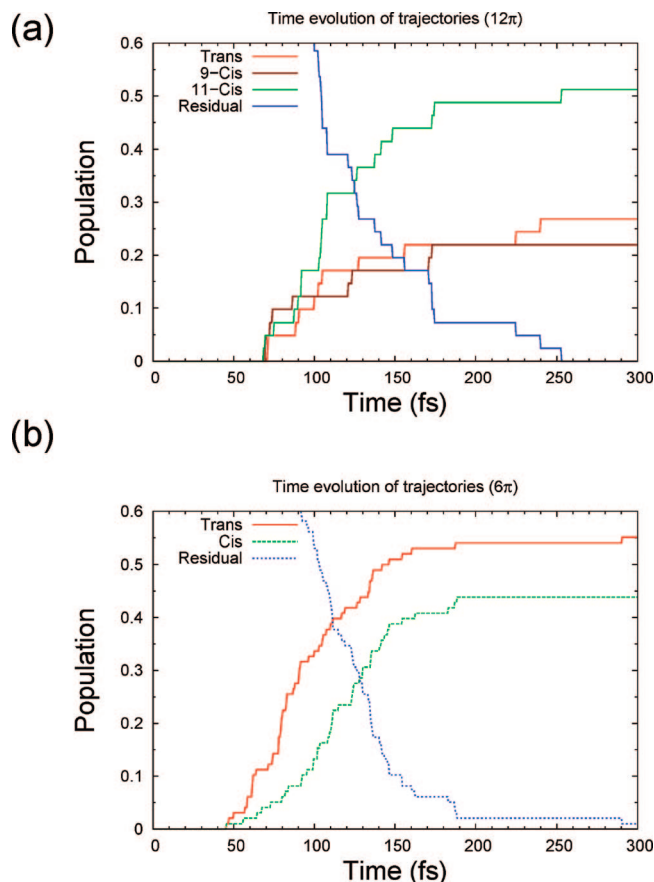 (a)
Time evolution of trajectories (12π)
Population
0.6
0.5
0.4
0.3
0.2
0.1
0
Trans
9−Cis
11−Cis
Residual
0 50 100 150 200 250 300
Time (fs)
(b)
Time evolution of trajectories (6π)
Population
0.6
0.5
0.4
0.3
0.2
0.1
0
Trans
Cis
Residual
0 50 100 150 200 250 300
Time (fs)